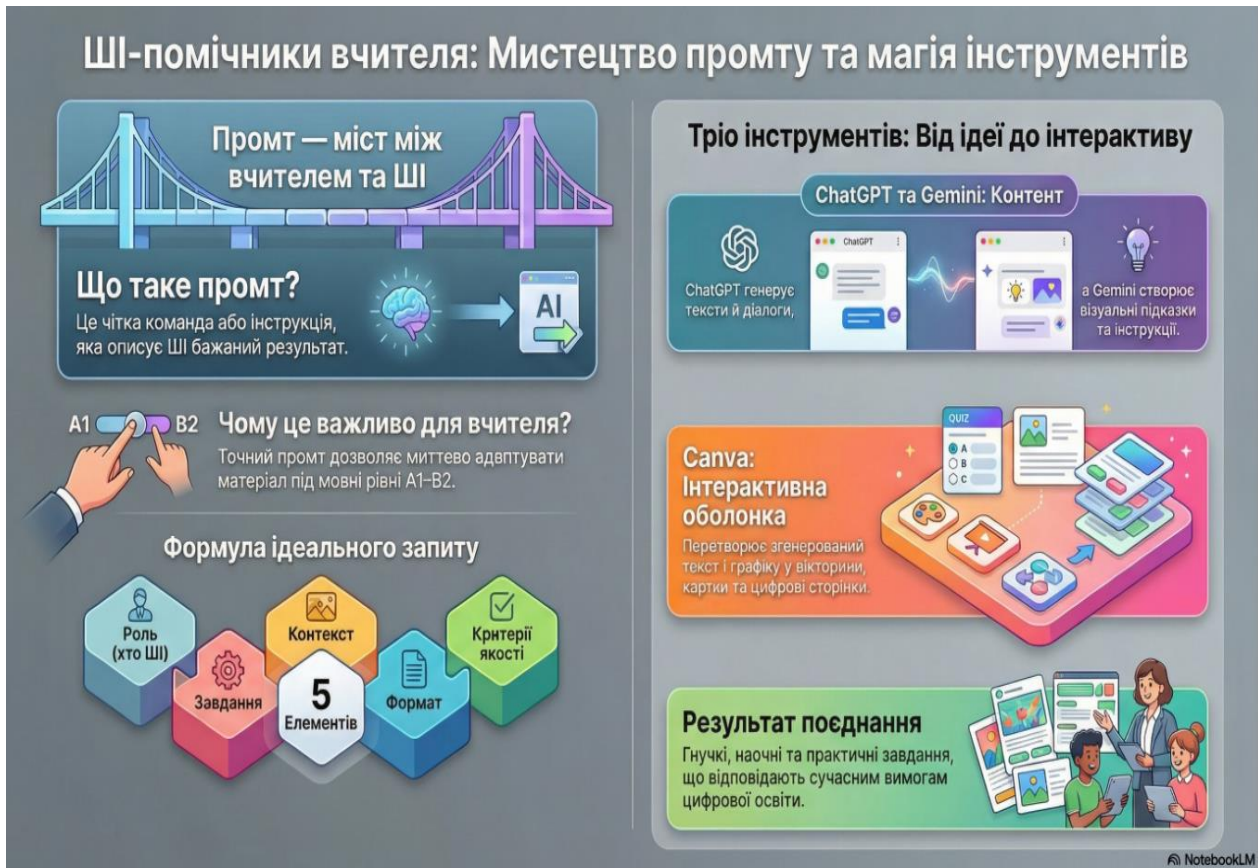 ШІ-помічники вчителя: Мистецтво промту та магія інструментів
Промт — міст між
вчителем та ШІ
Що таке промт?
Це чітка команда або інструкція,
яка описує ШІ бажаний результат.
AI
A1
B2
Чому це важливо для вчителя?
Точний промт дозволяє миттєво адвптувати
матеріал під мовні рівні A1–B2.
Формула ідеального запиту
Роль
(хто ШІ)
Завдання
Контекст
5
Елементів
Формат
Критерії
якості
Тріо інструментів: Від ідеї до інтерактиву
ChatGPT та Gemini: Контент
ChatGPT генерує
тексти й діалоги,
ChatGPT
а Gemini створює
візуальні підказки
та інструкції.
Canva:
Інтерактивна
оболонка
Перетворює згенерований
текст і графіку у вікторини,
картки та цифрові сторінки.
QUIZ
A
B
C
Результат поєднання
Гнучкі, наочні та практичні завдання,
що відповідають сучасним вимогам
цифрової освіти.
NotebookLM